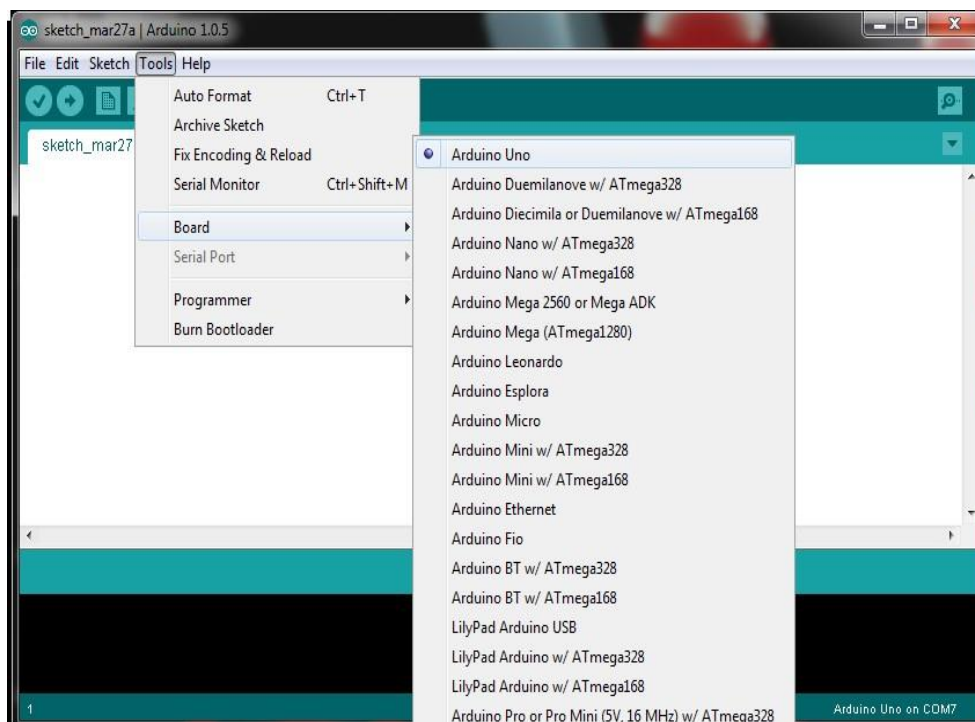 sketch_mar27a | Arduino 1.0.5
File Edit Sketch Tools Help
Auto Format Ctrl+T
Archive Sketch
sketch_mar27
Fix Encoding & Reload
Serial Monitor Ctrl+Shift+M
Board
Serial Port
Programmer
Burn Bootloader
Arduino Uno
Arduino Duemilanove w/ ATmega328
Arduino Diecimila or Duemilanove w/ ATmega168
Arduino Nano w/ ATmega328
Arduino Nano w/ ATmega168
Arduino Mega 2560 or Mega ADK
Arduino Mega (ATmega1280)
Arduino Leonardo
Arduino Esplora
Arduino Micro
Arduino Mini w/ ATmega328
Arduino Mini w/ ATmega168
Arduino Ethernet
Arduino Fio
Arduino BT w/ ATmega328
Arduino BT w/ ATmega168
LilyPad Arduino USB
LilyPad Arduino w/ ATmega328
LilyPad Arduino w/ ATmega168
Arduino Pro or Pro Mini (5V, 16 MHz) w/ ATmega328
1
Arduino Uno on COM7